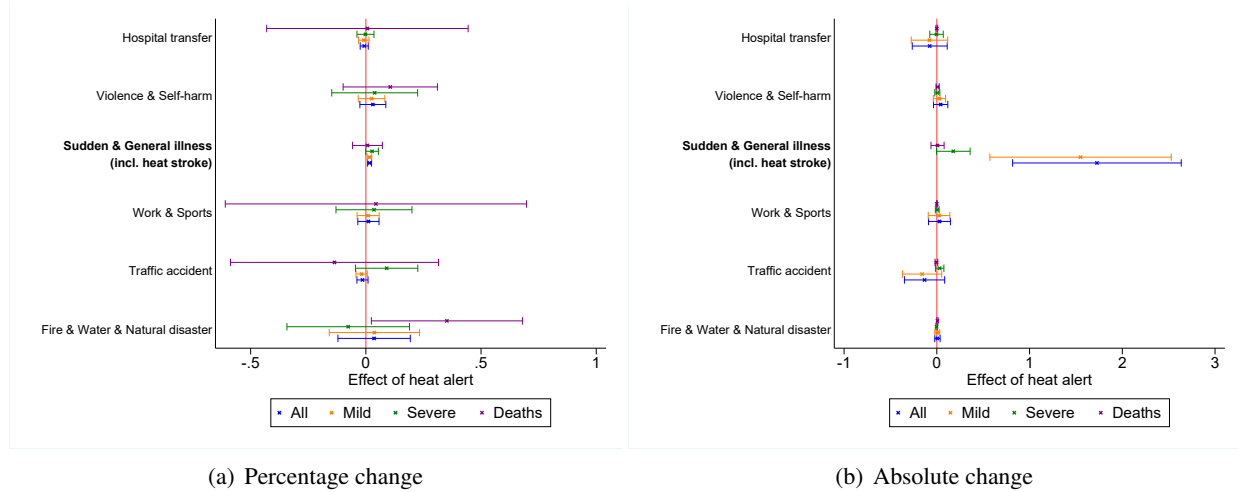 Hospital transfer
Violence & Self-harm
Sudden & General illness
(incl. heat stroke)
Work & Sports
Traffic accident
Fire & Water & Natural disaster
-.5 0 .5 1
Effect of heat alert
All Mild Severe Deaths
(a) Percentage change
Hospital transfer
Violence & Self-harm
Sudden & General illness
(incl. heat stroke)
Work & Sports
Traffic accident
Fire & Water & Natural disaster
-1 0 1 2 3
Effect of heat alert
All Mild Severe Deaths
(b) Absolute change